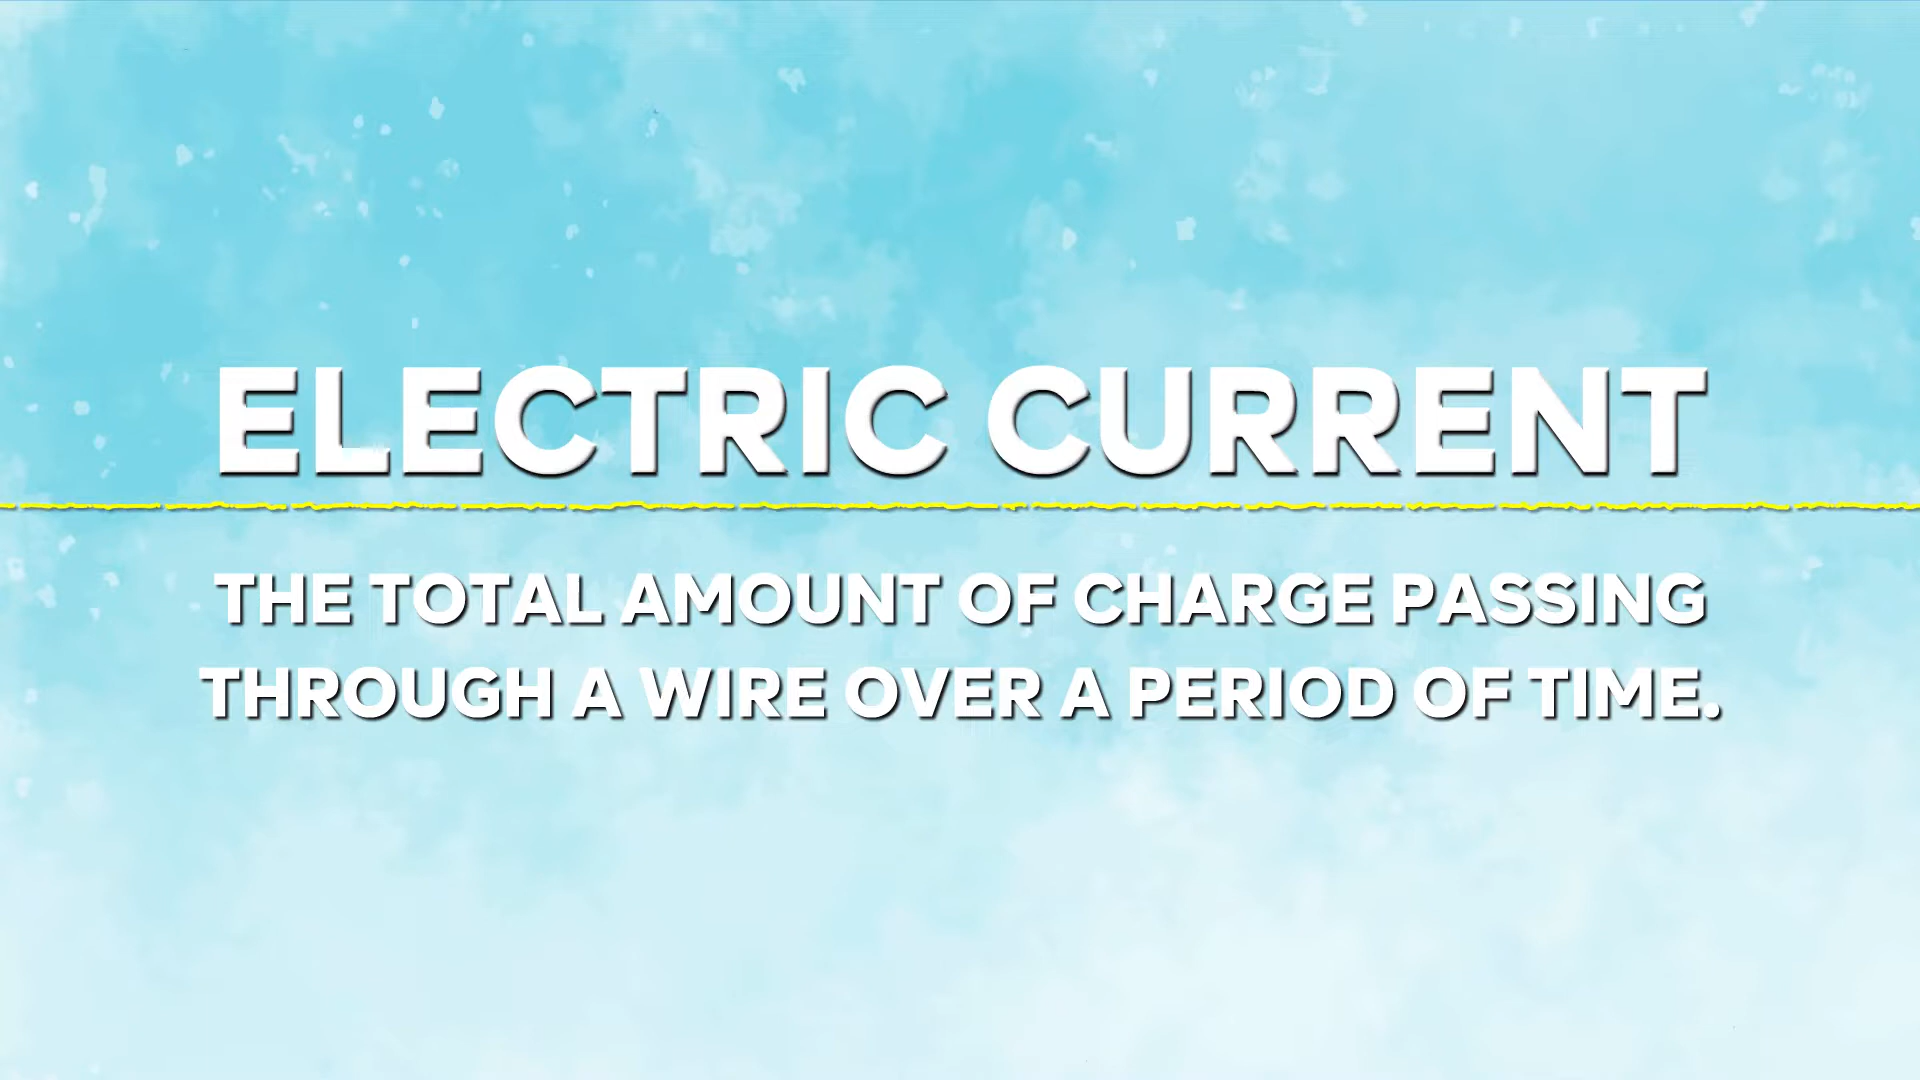 ELECTRIC CURRENT
THE TOTAL AMOUNT OF CHARGE PASSING
THROUGH A WIRE OVER A PERIOD OF TIME.